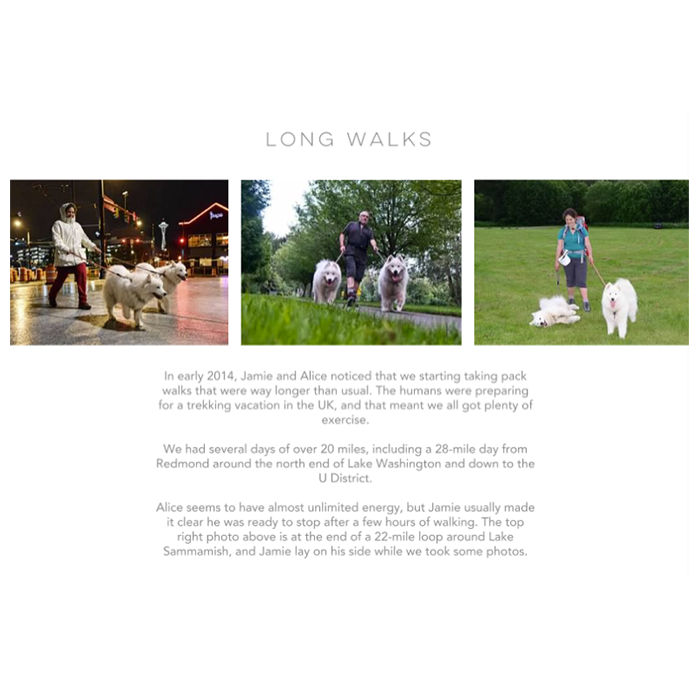 LONG WALKS
In early 2014, Jamie and Alice noticed that we starting taking pack
walks that were way longer than usual. The humans were preparing
for a trekking vacation in the UK, and that meant we all got plenty of
exercise.
We had several days of over 20 miles, including a 28-mile day from
Redmond around the north end of Lake Washington and down to the
U District.
Alice seems to have almost unlimited energy, but Jamie usually made
it clear he was ready to stop after a few hours of walking. The top
right photo above is at the end of a 22-mile loop around Lake
Sammamish, and Jamie lay on his side while we took some photos.